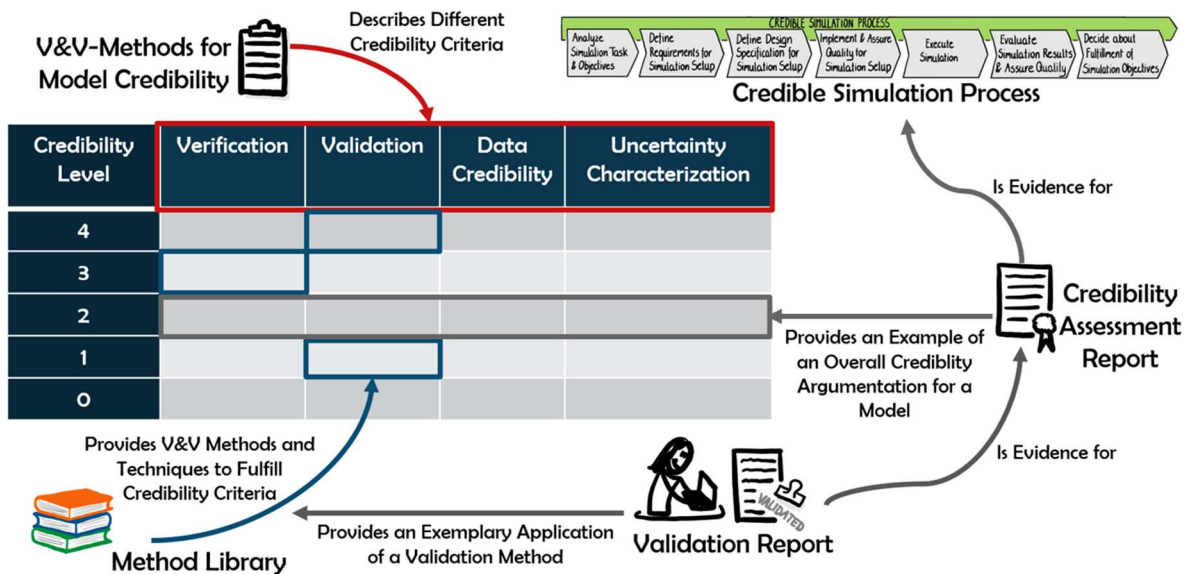 V&V-Methods for
Model Credibility
Describes Different
Credibility Criteria
CREDIBLE SIMULATION PROCESS
Analyze
Simulation Task
& Objectives
Define
Requirements for
Simulation Setup
Define Design
Specification for
Simulation Setup
Implement & Assure
Quality for
Simulation Setup
Execute
Simulation
Evaluate
Simulation Results
& Assure Quality
Decide about
Fulfillment of
Simulation Objectives
Credible Simulation Process
Credibility
Level
Verification
Validation
Data
Credibility
Uncertainty
Characterization
4
3
2
1
0
Is Evidence for
Credibility
Assessment
Report
Provides an Example of
an Overall Crediblity
Argumentation for a
Model
Is Evidence for
Provides V&V Methods and
Techniques to Fulfill
Credibility Criteria
Method Library
Provides an Exemplary Application
of a Validation Method
VALIDATED
Validation Report